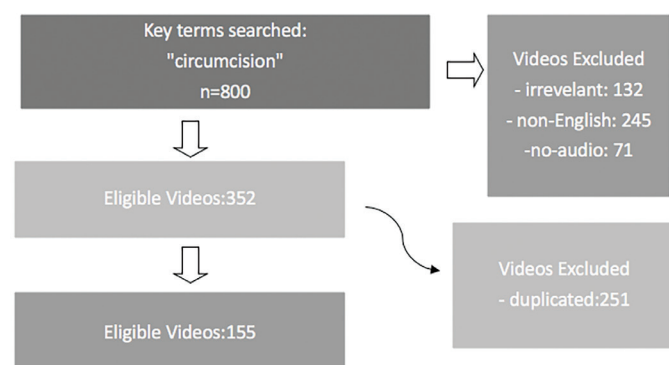 Key terms searched:
"circumcision"
n=800
Videos Excluded
- irrevelant: 132
- non-English: 245
-no-audio: 71
Eligible Videos:352
Videos Excluded
- duplicated:251
Eligible Videos:155